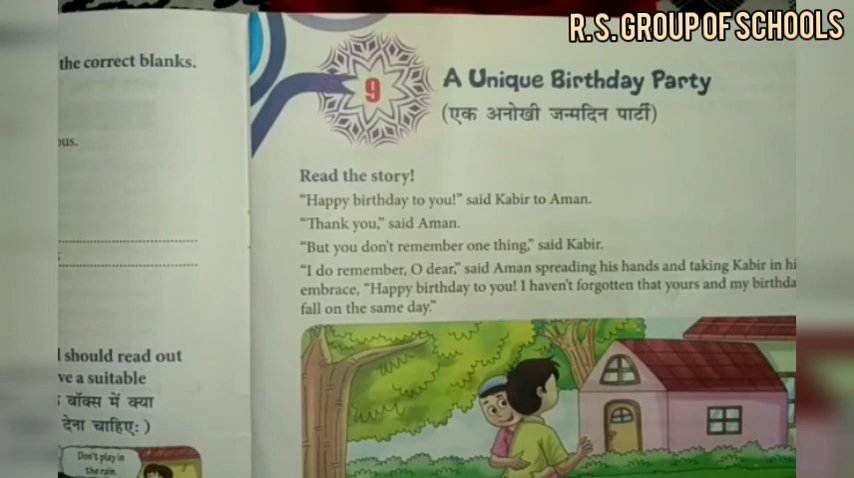 R.S. GROUP OF SCHOOLS
the correct blanks.
ous.
should read out
ve a suitable
बॉक्स में क्या
देना चाहिए: )
Don't play in
the rain.
9
A Unique Birthday Party
(एक अनोखी जन्मदिन पार्टी)
Read the story!
“Happy birthday to you!” said Kabir to Aman.
“Thank you,” said Aman.
“But you don't remember one thing,” said Kabir.
“I do remember, O dear,” said Aman spreading his hands and taking Kabir in hi
embrace, “Happy birthday to you! I haven't forgotten that yours and my birthda
fall on the same day.”